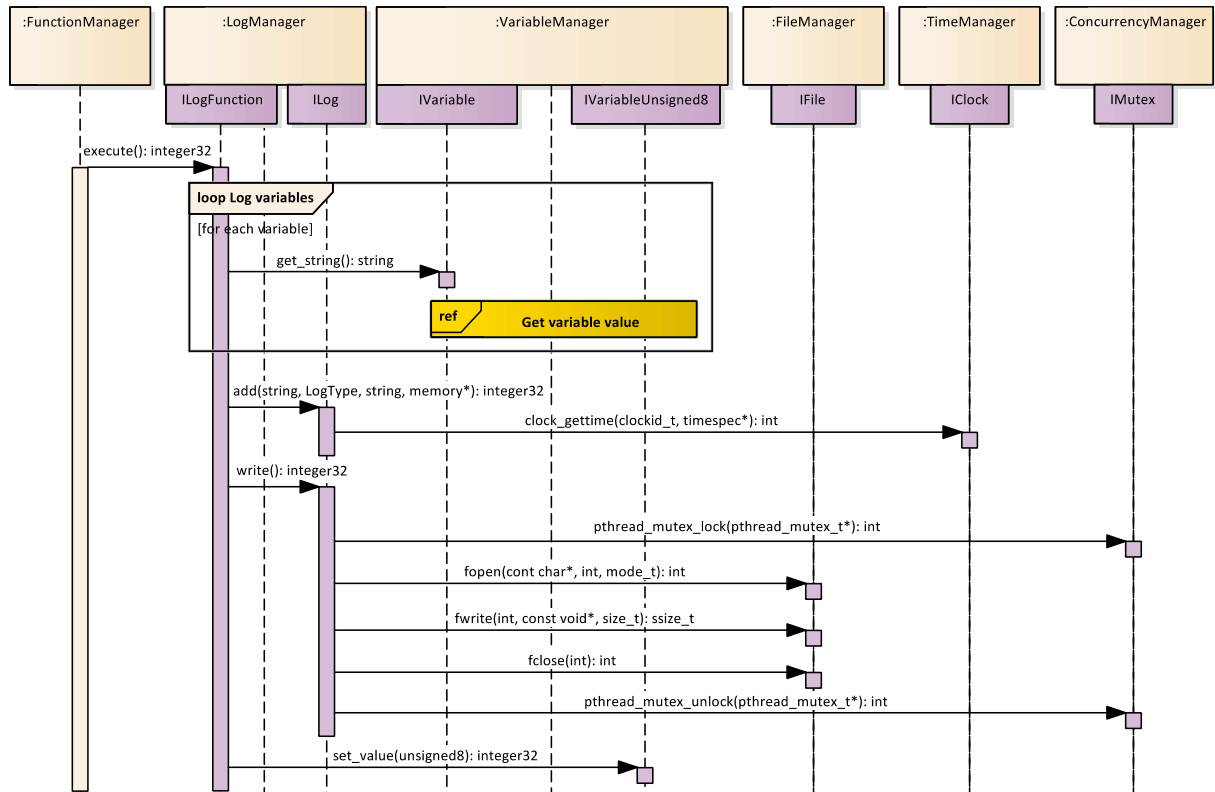 :FunctionManager
:LogManager
:VariableManager
:FileManager
:TimeManager
:ConcurrencyManager
ILogFunction
ILog
IVariable
IVariableUnsigned8
IFile
IClock
IMutex
execute(): integer32
loop Log variables
[for each variable]
get_string(): string
ref
Get variable value
add(string, LogType, string, memory*): integer32
clock_gettime(clockid_t, timespec*): int
write(): integer32
pthread_mutex_lock(pthread_mutex_t*): int
fopen(cont char*, int, mode_t): int
fwrite(int, const void*, size_t): ssize_t
fclose(int): int
pthread_mutex_unlock(pthread_mutex_t*): int
set_value(unsigned8): integer32